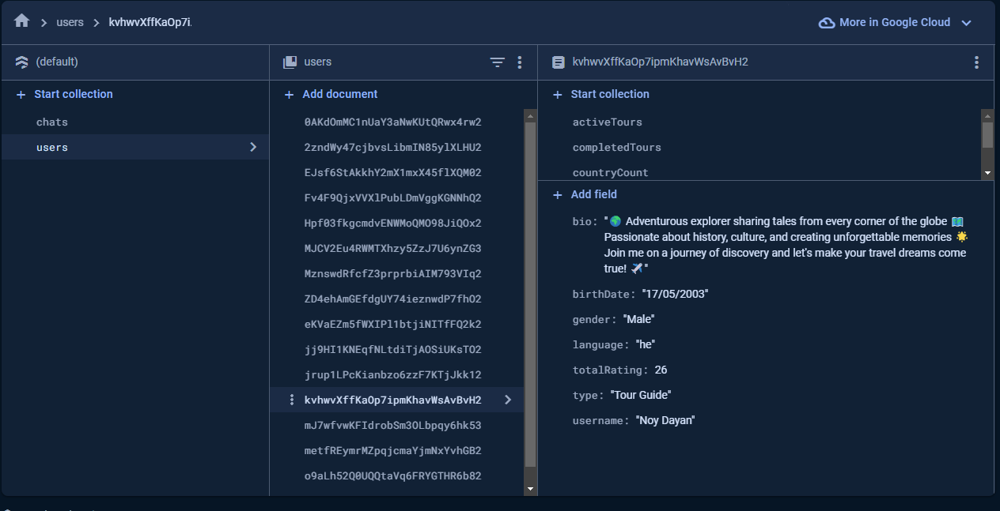 users
kvhwvXffKaOp7i.
More in Google Cloud
(default)
users
kvhwvXffKaOp7ipmKhavWsAvBvH2
Start collection
chats
users
Add document
0AKdOmMC1nUaY3aNwKUtQRwx4rw2
2zndWy47cjbvsLibmIN85ylXLHU2
EJsf6StAkkhY2mX1mxX45flXQM02
Fv4F9QjxVVXlPubLDmVggKGNNhQ2
Hpf03fkgcmdvENWMoQMO98JiQOx2
MJCV2Eu4RWMTXhzy5ZzJ7U6ynZG3
MznswdRfcfZ3prprbiAIM793VIq2
ZD4ehAmGEfdgUY74ieznwdP7fhO2
eKVaEZm5fWXIPl1btjiNITfFQ2k2
jj9HI1KNEqfNLtdiTjAOSiUKsTO2
jrup1LPcKianbzo6zzF7KTjJkk12
kvhwvXffKaOp7ipmKhavWsAvBvH2
mJ7wfvwKFIdrobSm3OLbpqy6hk53
metfREymrMZpqjcmaYjmNxYvhGB2
o9aLh52Q0UQQtaVq6FRYGTHR6b82
Start collection
activeTours
completedTours
countryCount
Add field
bio: "🌍 Adventurous explorer sharing tales from every corner of the globe 🗺️
Passionate about history, culture, and creating unforgettable memories 🌟
Join me on a journey of discovery and let's make your travel dreams come
true! ✈️"
birthDate: "17/05/2003"
gender: "Male"
language: "he"
totalRating: 26
type: "Tour Guide"
username: "Noy Dayan"